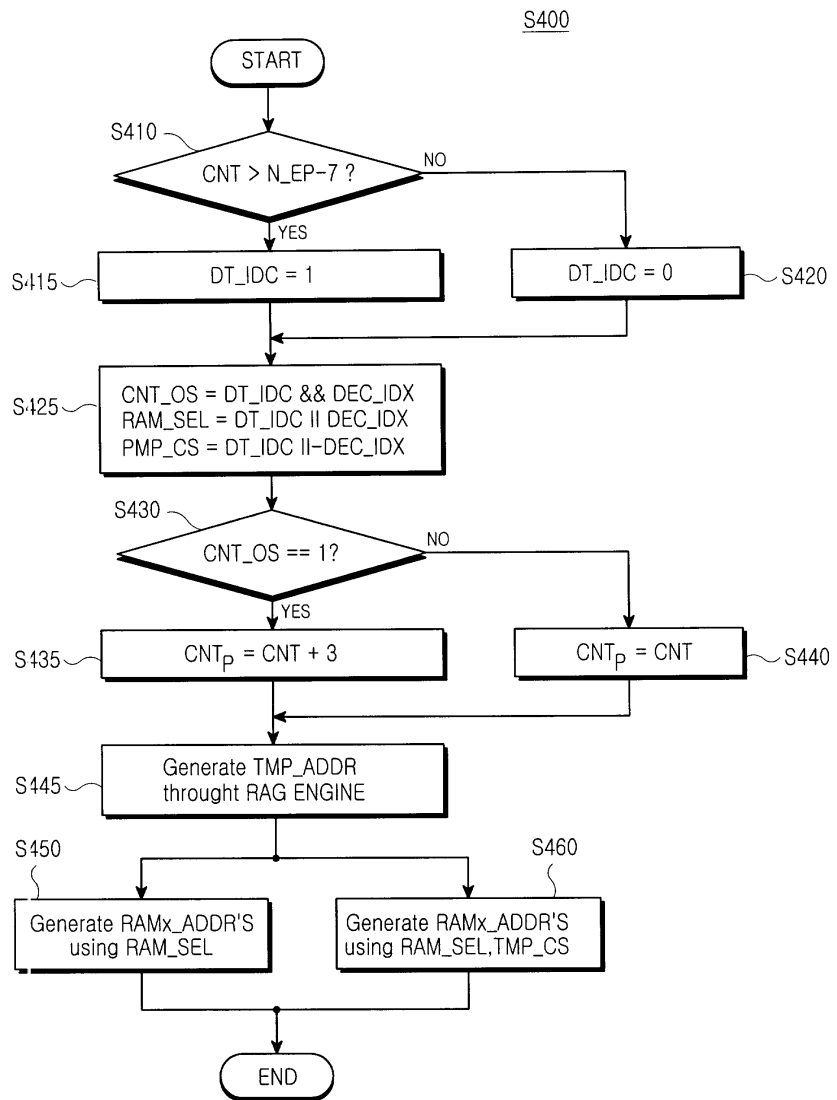 S400
START
S410
CNT > N_EP-7 ?
NO
YES
S415
DT_IDC = 1
DT_IDC = 0
S420
S425
CNT_OS = DT_IDC && DEC_IDX
RAM_SEL = DT_IDC II DEC_IDX
PMP_CS = DT_IDC II-DEC_IDX
S430
CNT_OS == 1?
NO
YES
S435
CNTP = CNT + 3
CNTP = CNT
S440
S445
Generate TMP_ADDR
throught RAG ENGINE
S450
S460
Generate RAMx_ADDR'S
using RAM_SEL
Generate RAMx_ADDR'S
using RAM_SEL,TMP_CS
END